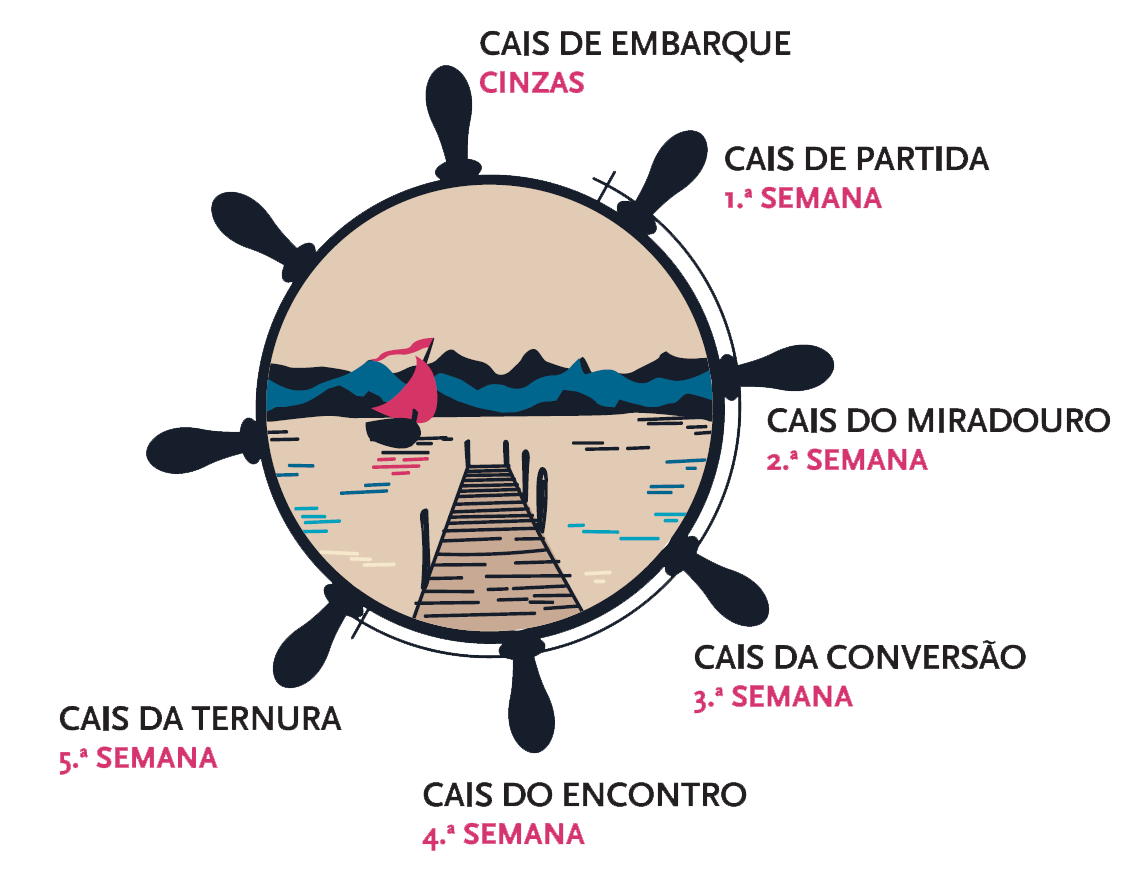 CAIS DE EMBARQUE
CINZAS
CAIS DE PARTIDA
1.ª SEMANA
CAIS DO MIRADOURO
2.ª SEMANA
CAIS DA CONVERSÃO
3.ª SEMANA
CAIS DO ENCONTRO
4.ª SEMANA
CAIS DA TERNURA
5.ª SEMANA